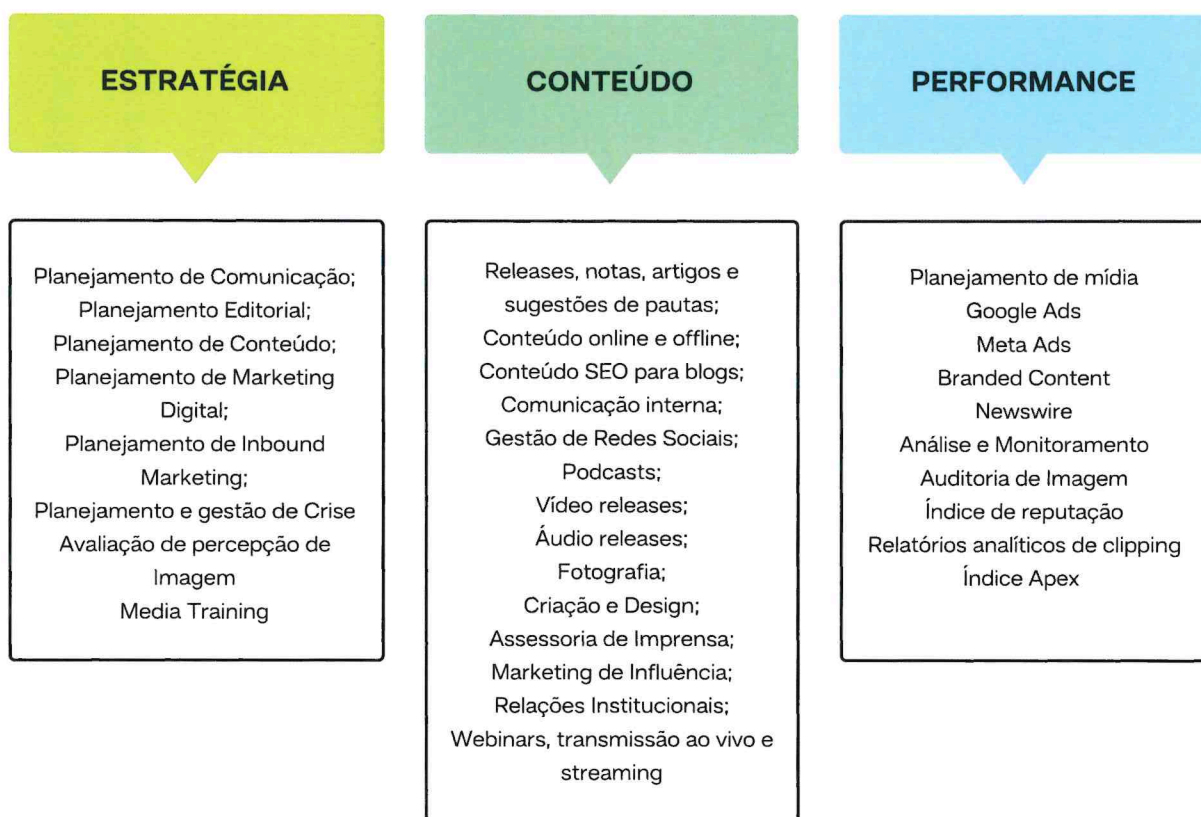 ESTRATÉGIA
Planejamento de Comunicação;
Planejamento Editorial;
Planejamento de Conteúdo;
Planejamento de Marketing
Digital;
Planejamento de Inbound
Marketing;
Planejamento e gestão de Crise
Avaliação de percepção de
Imagem
Media Training
CONTEÚDO
Releases, notas, artigos e
sugestões de pautas;
Conteúdo online e offline;
Conteúdo SEO para blogs;
Comunicação interna;
Gestão de Redes Sociais;
Podcasts;
Vídeo releases;
Áudio releases;
Fotografia;
Criação e Design;
Assessoria de Imprensa;
Marketing de Influência;
Relações Institucionais;
Webinars, transmissão ao vivo e
streaming
PERFORMANCE
Planejamento de mídia
Google Ads
Meta Ads
Branded Content
Newswire
Análise e Monitoramento
Auditoria de Imagem
Índice de reputação
Relatórios analíticos de clipping
Índice Apex